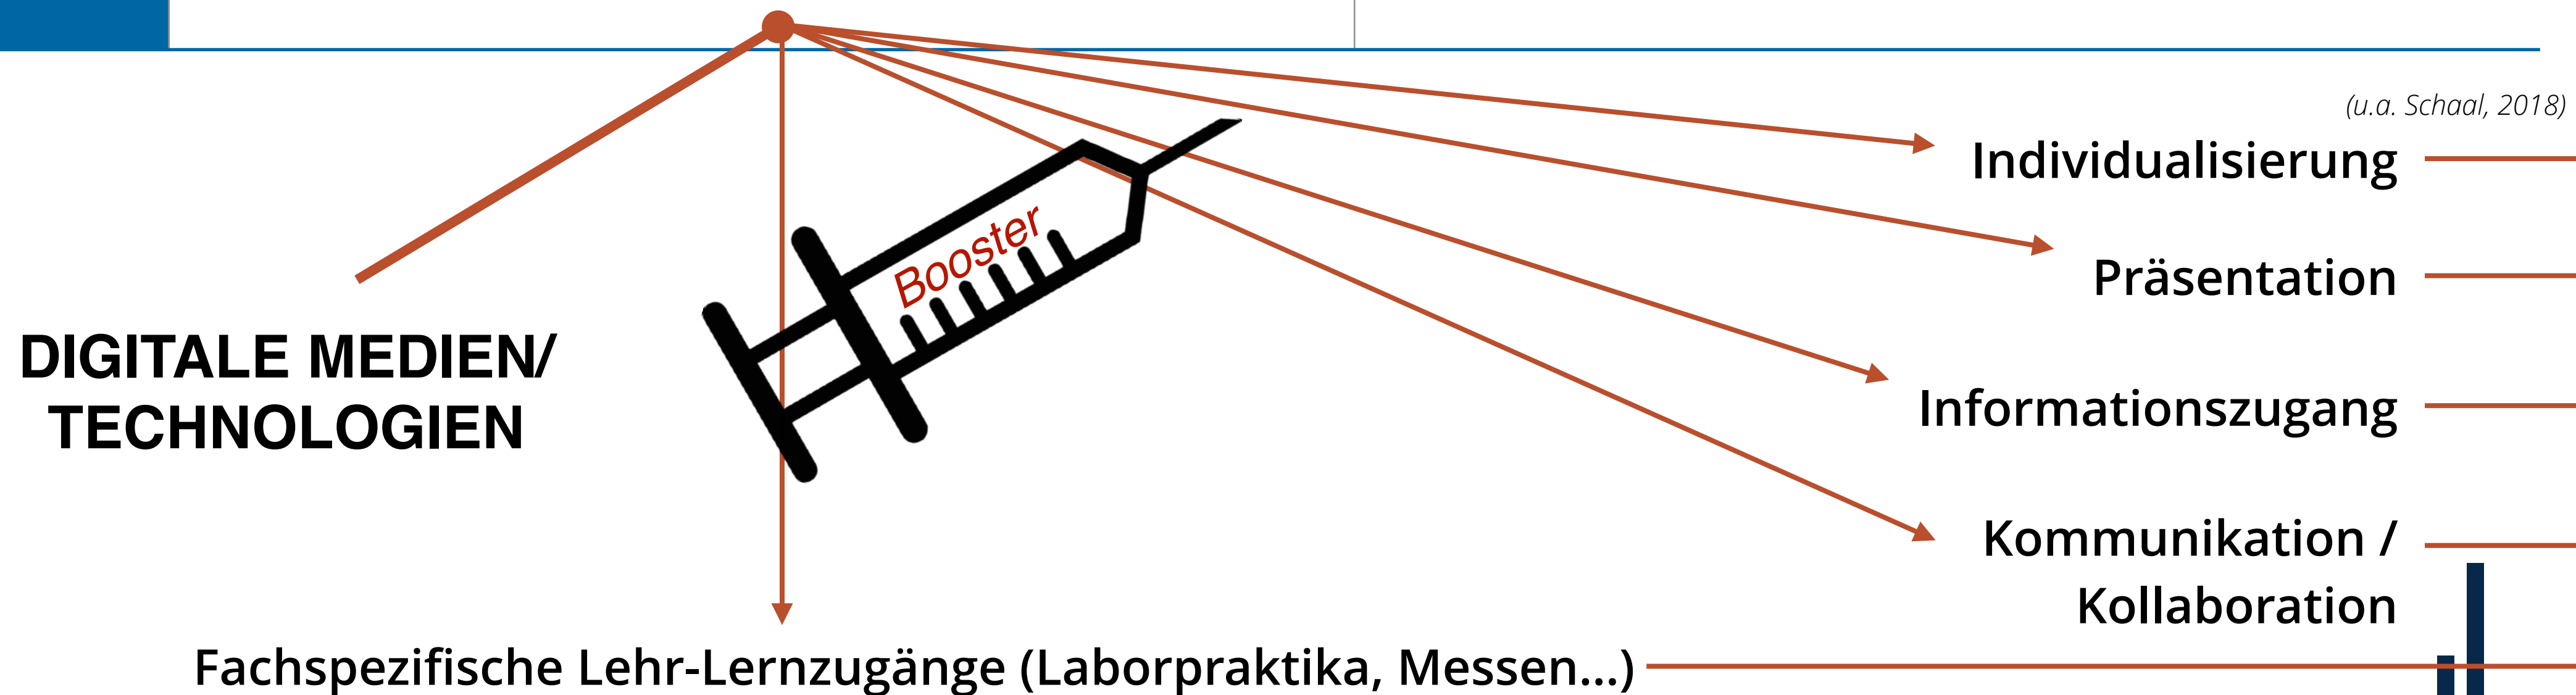 (u.a. Schaal, 2018)
Individualisierung
Booster
Präsentation
DIGITALE MEDIEN/
TECHNOLOGIEN
Informationszugang
Kommunikation /
Kollaboration
Fachspezifische Lehr-Lernzugänge (Laborpraktika, Messen...)